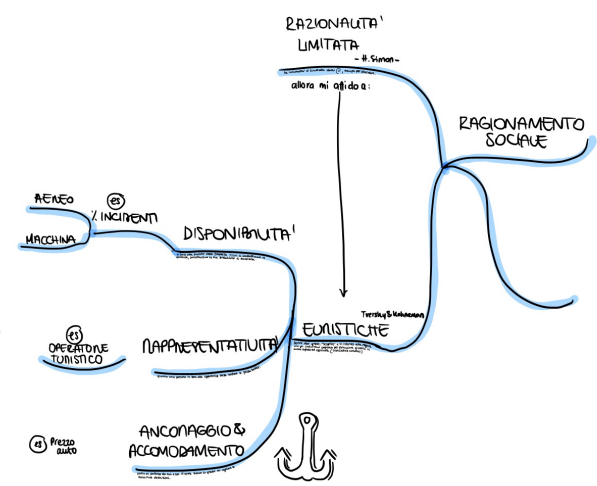 RAZIONALITA'
LIMITATA
- H. Simon -
allora mi affido a:
RAGIONAMENTO
SOCIALE
AEREO
MACCHINA
es
% INCIDENTI
DISPONIBILITA'
Tversky & Kahneman
EURISTICHE
es
OPERATORE
TURISTICO
RAPPRESENTATIVITA'
ANCORAGGIO &
ACCOMODAMENTO
es Prezzo
auto